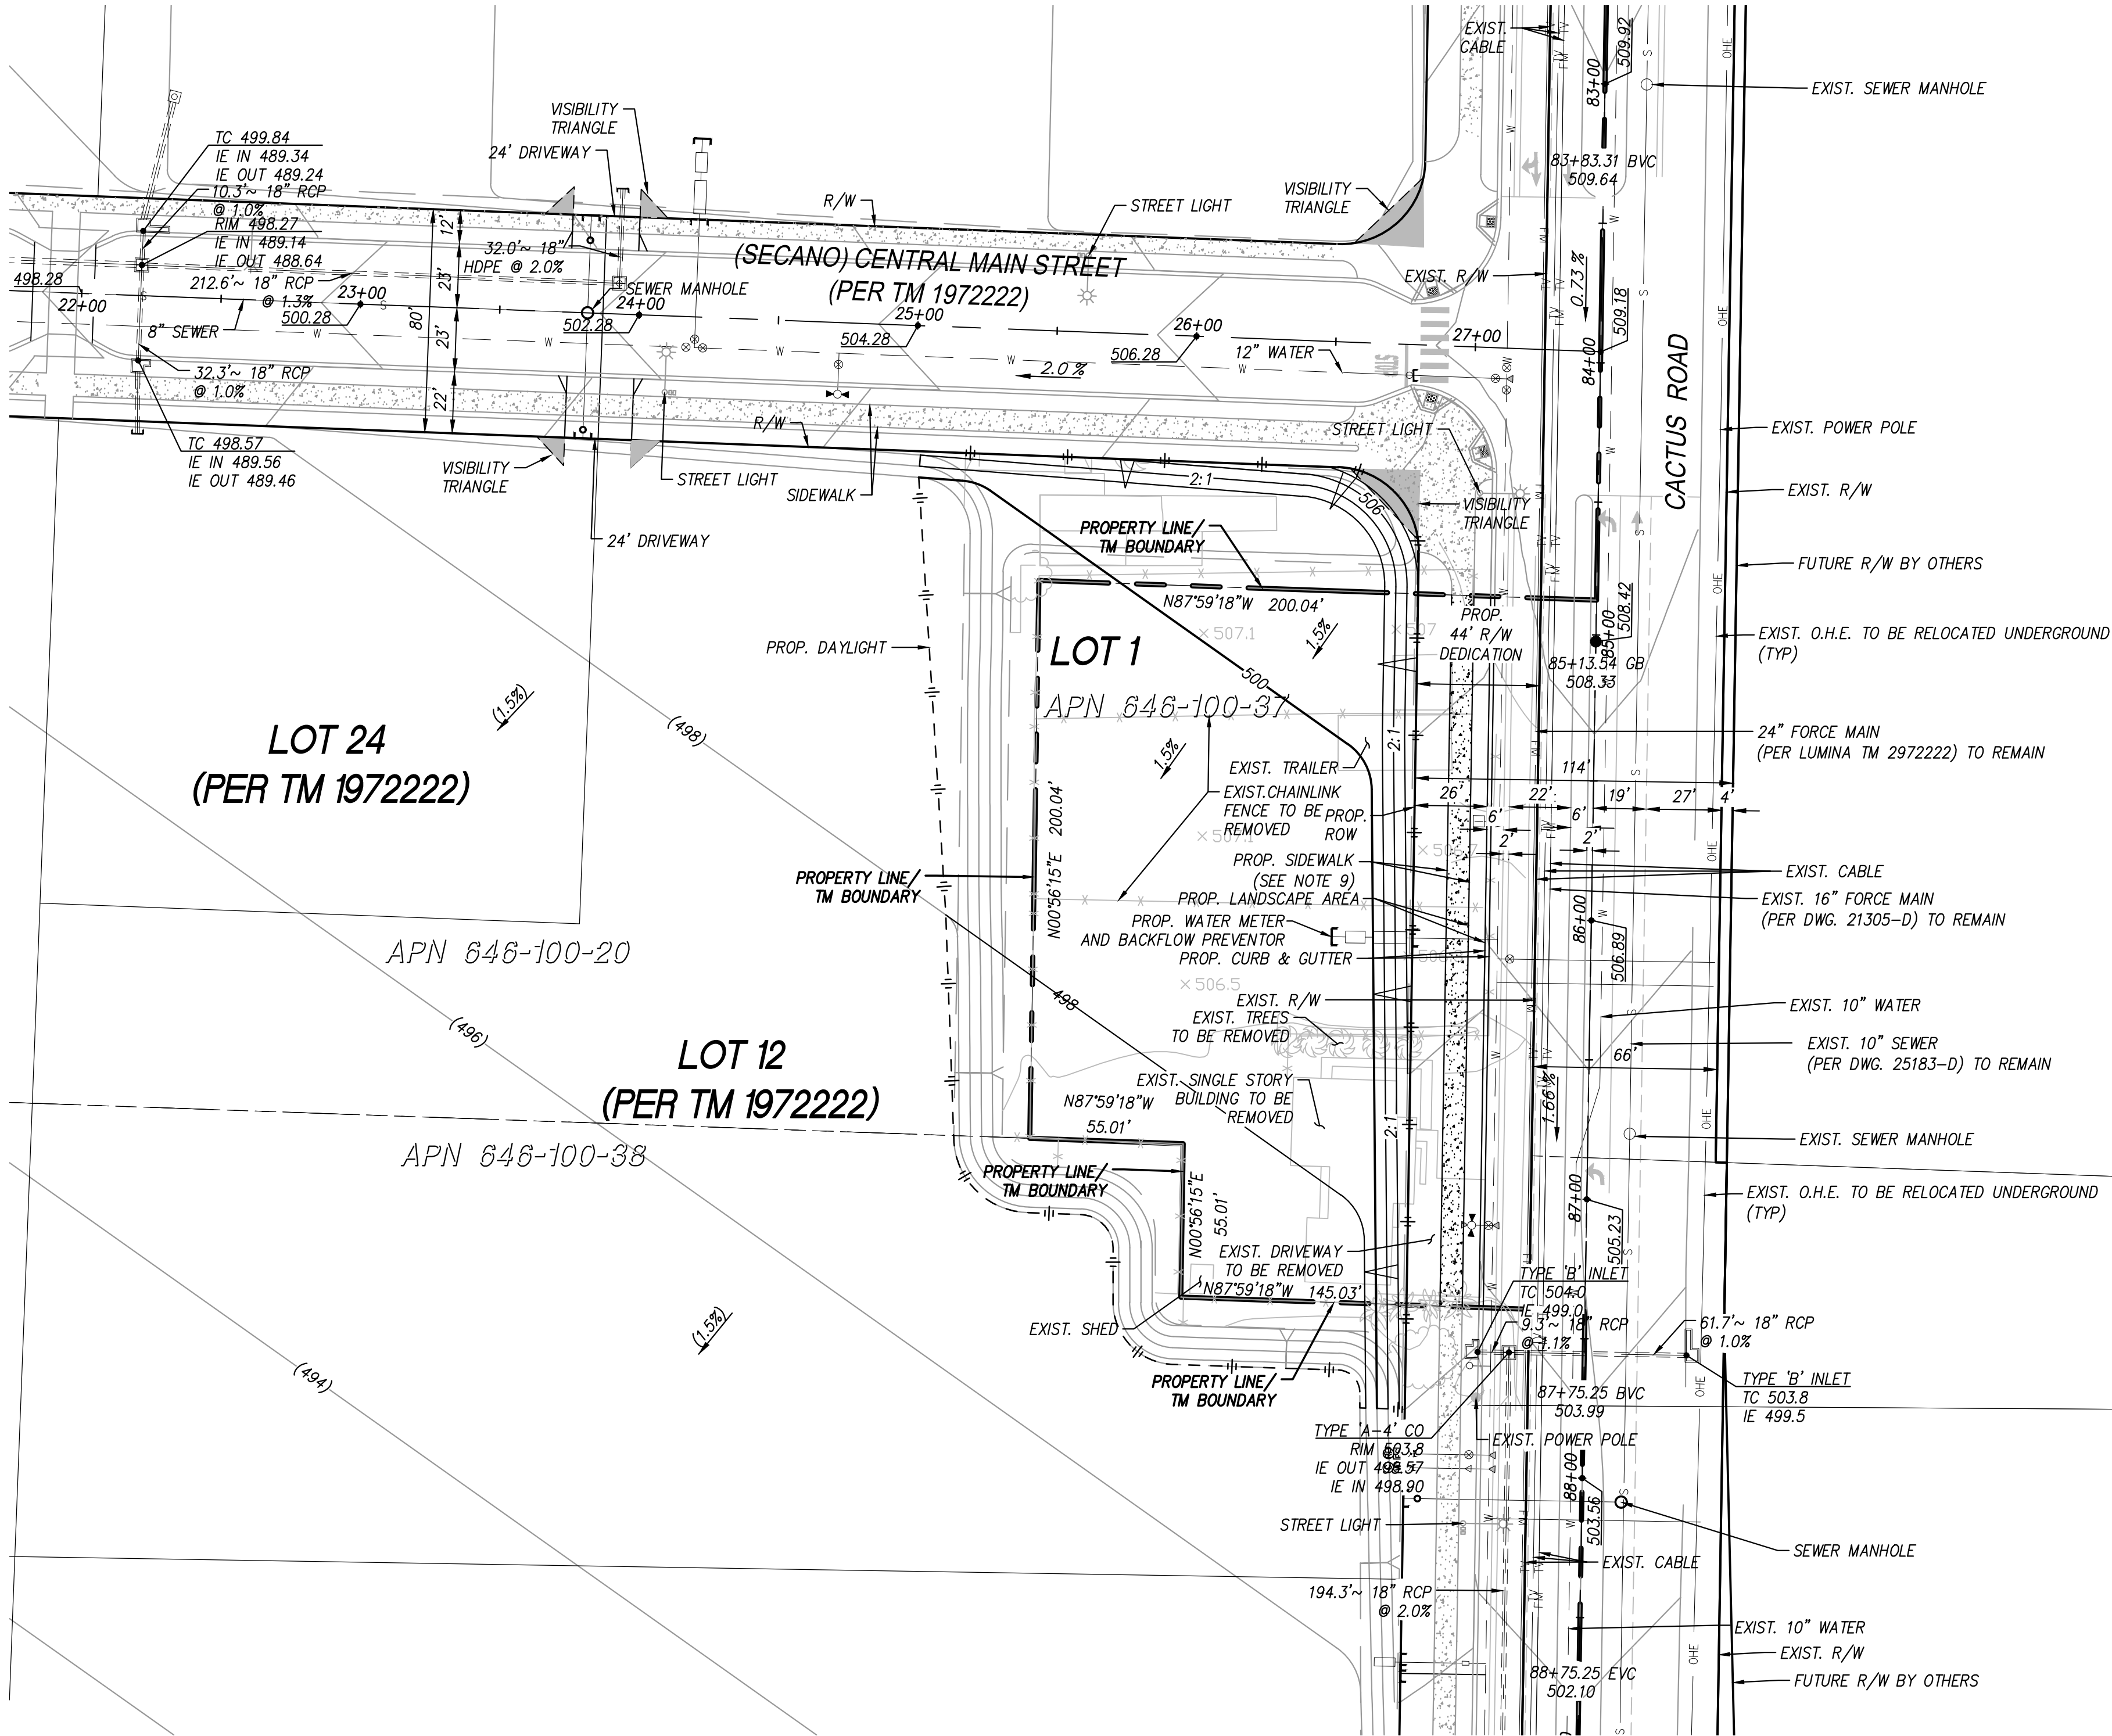 EXIST.
CABLE
509.92
83+00
EXIST. SEWER MANHOLE
VISIBILITY
TRIANGLE
24' DRIVEWAY
TC 499.84
IE IN 489.34
IE OUT 489.24
10.3'~ 18" RCP
@ 1.0%
RIM 498.27
IE IN 489.14
IE OUT 488.64
212.6'~ 18" RCP
@ 1.3%
498.28
22+00
8" SEWER
23+00
500.28
32.3'~ 18" RCP
@ 1.0%
TC 498.57
IE IN 489.56
IE OUT 489.46
12'
23'
80'
23'
22'
32.0'~ 18"
HDPE @ 2.0%
SEWER MANHOLE
24+00
502.28
R/W
(SECANO) CENTRAL MAIN STREET
(PER TM 1972222)
25+00
504.28
26+00
506.28
2.0 %
12" WATER
27+00
STOP
STREET LIGHT
VISIBILITY
TRIANGLE
EXIST. R/W
83+83.31 BVC
509.64
0.73 %
509.18
84+00
CACTUS ROAD
EXIST. POWER POLE
EXIST. R/W
FUTURE R/W BY OTHERS
EXIST. O.H.E. TO BE RELOCATED UNDERGROUND
(TYP)
VISIBILITY
TRIANGLE
STREET LIGHT
SIDEWALK
R/W
24' DRIVEWAY
STREET LIGHT
VISIBILITY
TRIANGLE
2:1
506
PROPERTY LINE/
TM BOUNDARY
N87°59'18"W 200.04'
507.1
507
1.5%
PROP.
44' R/W
DEDICATION
508.42
85+00
85+13.54 GB
508.33
PROP. DAYLIGHT
LOT 1
500
APN 646-100-37
1.5%
2:1
24" FORCE MAIN
(PER LUMINA TM 2972222) TO REMAIN
114'
26'
22'
19'
27'
4'
6'
6'
2'
2'
LOT 24
(PER TM 1972222)
(1.5%)
(498)
EXIST. TRAILER
EXIST.CHAINLINK
FENCE TO BE
REMOVED
PROP.
ROW
507.1
N00°56'15"E 200.04'
PROP. SIDEWALK
(SEE NOTE 9)
PROP. LANDSCAPE AREA
PROP. WATER METER
AND BACKFLOW PREVENTOR
PROP. CURB & GUTTER
PROPERTY LINE/
TM BOUNDARY
EXIST. CABLE
EXIST. 16" FORCE MAIN
(PER DWG. 21305-D) TO REMAIN
86+00
506.89
APN 646-100-20
506.5
498
EXIST. R/W
EXIST. TREES
TO BE REMOVED
EXIST. 10" WATER
EXIST. 10" SEWER
(PER DWG. 25183-D) TO REMAIN
66'
1.66%
(496)
LOT 12
(PER TM 1972222)
EXIST. SINGLE STORY
BUILDING TO BE
REMOVED
N87°59'18"W
55.01'
2:1
EXIST. SEWER MANHOLE
APN 646-100-38
PROPERTY LINE/
TM BOUNDARY
N00°56'15"E
55.01'
87+00
505.23
EXIST. O.H.E. TO BE RELOCATED UNDERGROUND
(TYP)
EXIST. DRIVEWAY
TO BE REMOVED
N87°59'18"W 145.03'
EXIST. SHED
TYPE 'B' INLET
TC 504.0
IE 499.0
9.3'~ 18" RCP
@ 1.1%
61.7'~ 18" RCP
@ 1.0%
TYPE 'B' INLET
TC 503.8
IE 499.5
(1.5%)
(494)
PROPERTY LINE/
TM BOUNDARY
87+75.25 BVC
503.99
TYPE 'A-4' CO
RIM 503.8
IE OUT 498.57
IE IN 498.90
EXIST. POWER POLE
88+00
503.56
STREET LIGHT
SEWER MANHOLE
EXIST. CABLE
194.3'~ 18" RCP
@ 2.0%
EXIST. 10" WATER
EXIST. R/W
88+75.25 EVC
502.10
FUTURE R/W BY OTHERS